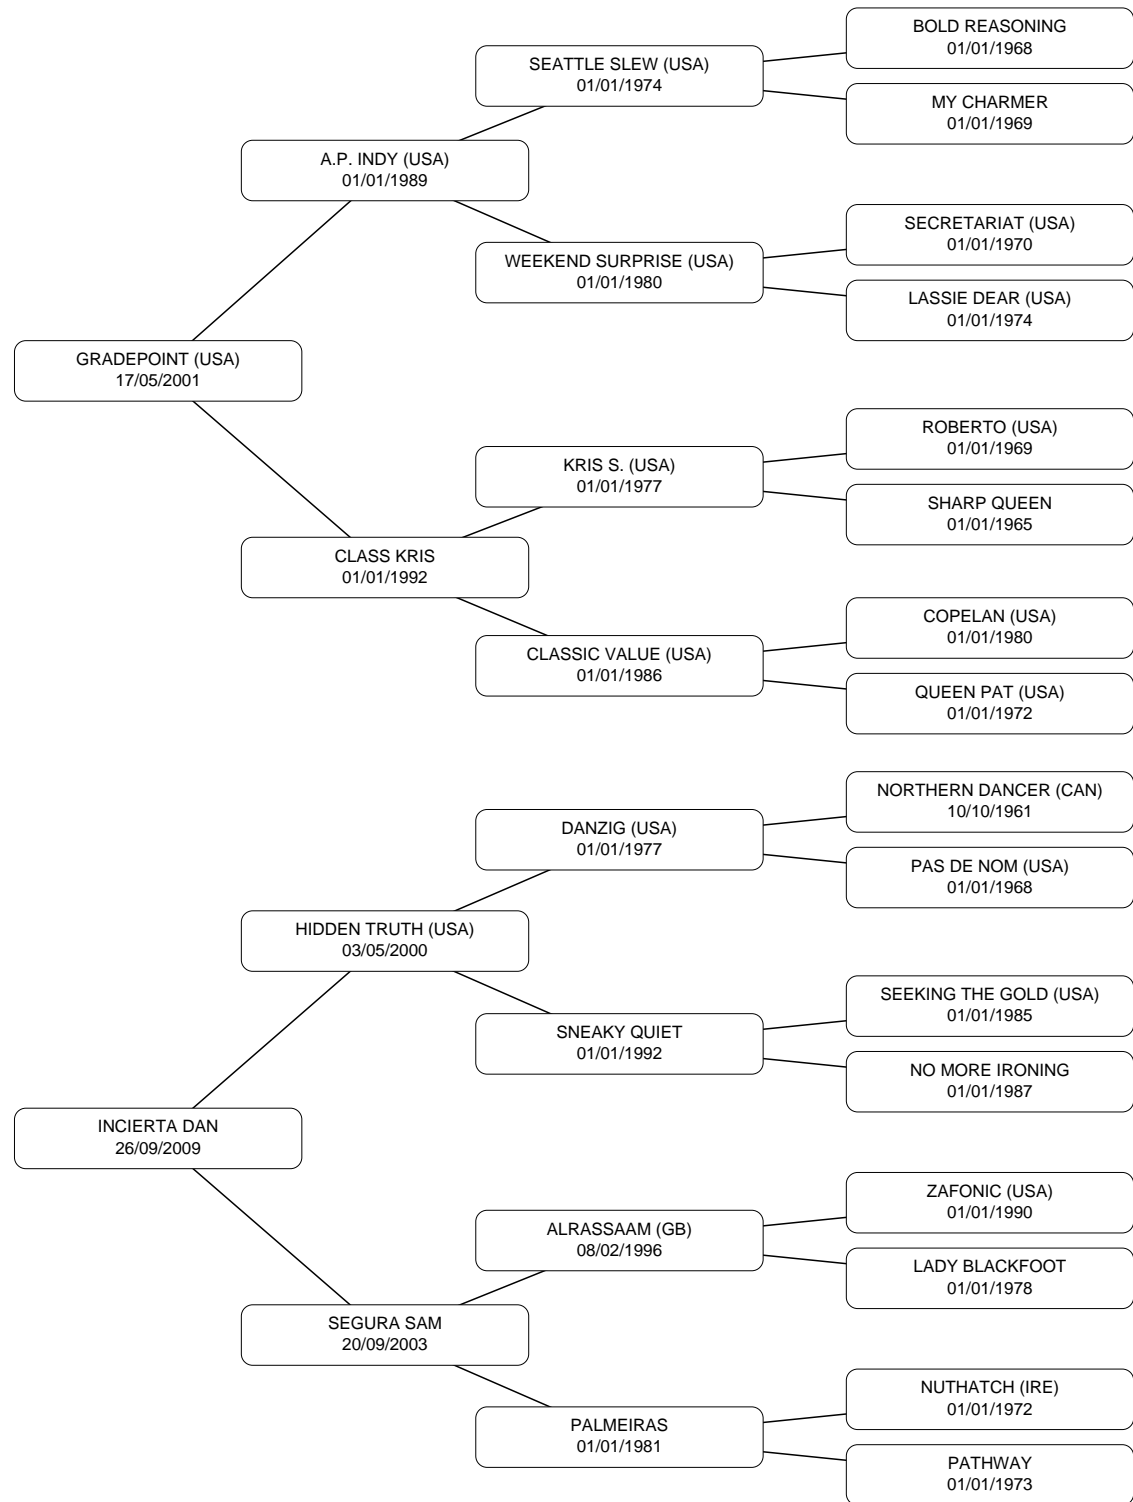 BOLD REASONING
01/01/1968
SEATTLE SLEW (USA)
01/01/1974
MY CHARMER
01/01/1969
A.P. INDY (USA)
01/01/1989
SECRETARIAT (USA)
01/01/1970
WEEKEND SURPRISE (USA)
01/01/1980
LASSIE DEAR (USA)
01/01/1974
GRADEPOINT (USA)
17/05/2001
ROBERTO (USA)
01/01/1969
KRIS S. (USA)
01/01/1977
SHARP QUEEN
01/01/1965
CLASS KRIS
01/01/1992
COPELAN (USA)
01/01/1980
CLASSIC VALUE (USA)
01/01/1986
QUEEN PAT (USA)
01/01/1972
NORTHERN DANCER (CAN)
10/10/1961
DANZIG (USA)
01/01/1977
PAS DE NOM (USA)
01/01/1968
HIDDEN TRUTH (USA)
03/05/2000
SEEKING THE GOLD (USA)
01/01/1985
SNEAKY QUIET
01/01/1992
NO MORE IRONING
01/01/1987
INCIERTA DAN
26/09/2009
ZAFONIC (USA)
01/01/1990
ALRASSAAM (GB)
08/02/1996
LADY BLACKFOOT
01/01/1978
SEGURA SAM
20/09/2003
NUTHATCH (IRE)
01/01/1972
PALMEIRAS
01/01/1981
PATHWAY
01/01/1973